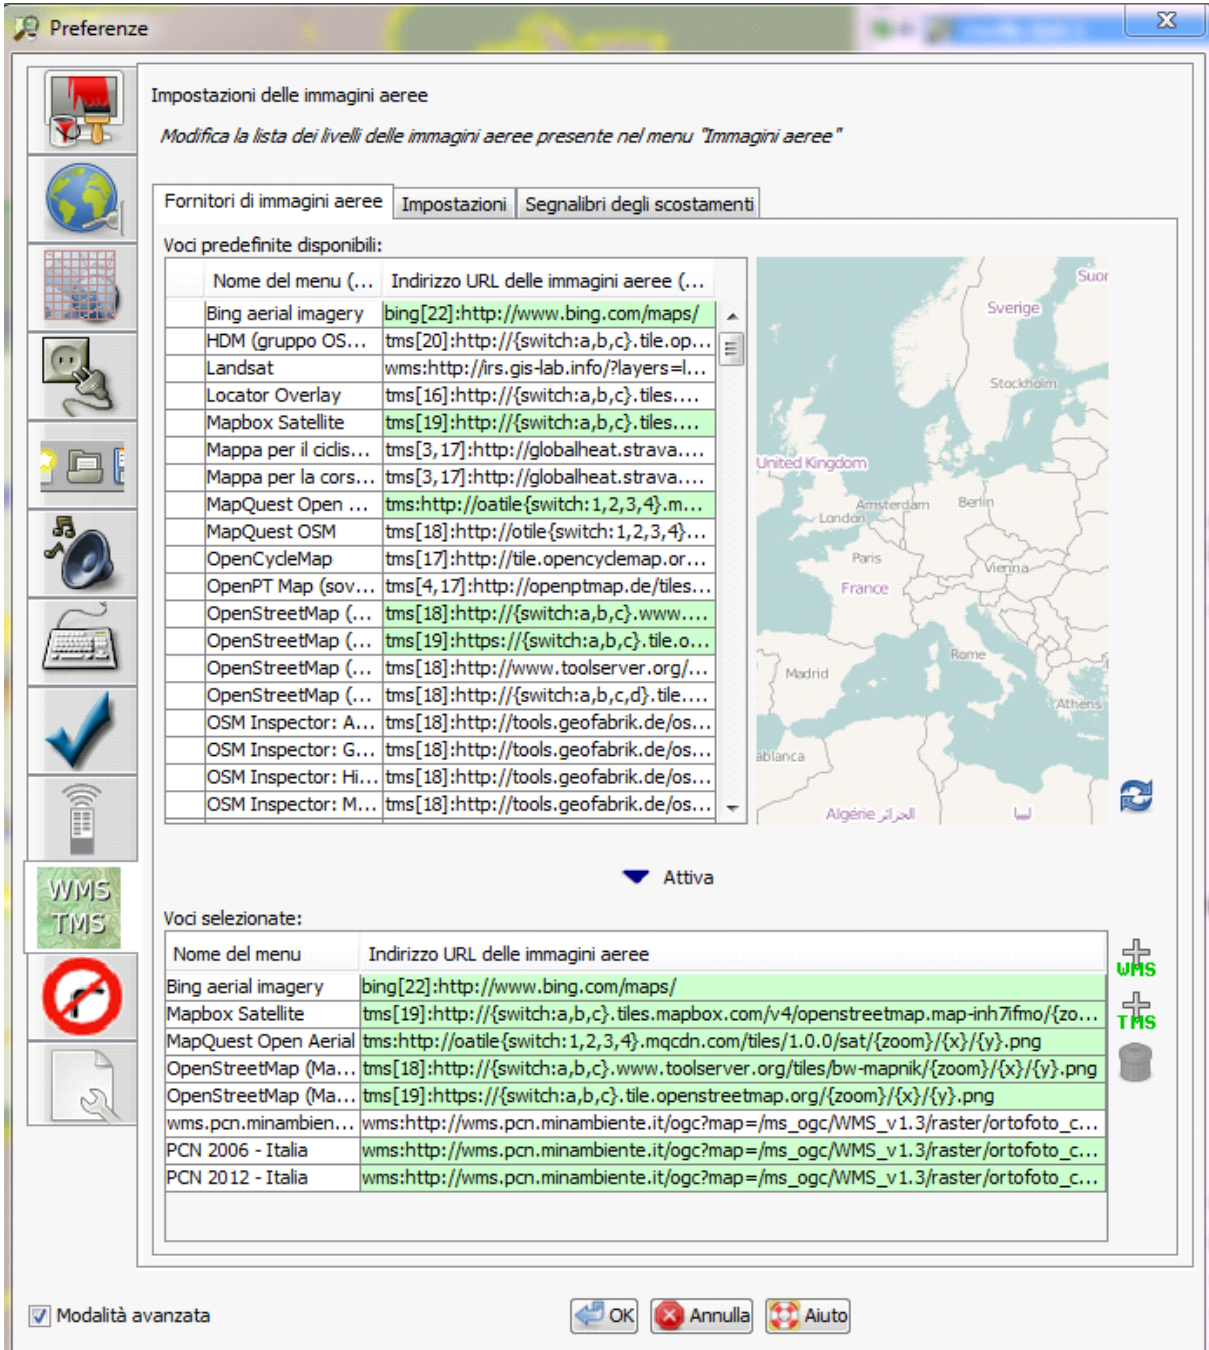 Preferenze
Impostazioni delle immagini aeree
Modifica la lista dei livelli delle immagini aeree presente nel menu "Immagini aeree"
Fornitori di immagini aeree Impostazioni Segnalibri degli scostamenti
Voci predefinite disponibili:
Nome del menu (... Indirizzo URL delle immagini aeree (...
Bing aerial imagery bing[22]:http://www.bing.com/maps/
HDM (gruppo OS... tms[20]:http://{switch:a,b,c}.tile.op...
Landsat wms:http://irs.gis-lab.info/?layers=l...
Locator Overlay tms[16]:http://{switch:a,b,c}.tiles....
Mapbox Satellite tms[19]:http://{switch:a,b,c}.tiles....
Mappa per il ciclis... tms[3,17]:http://globalheat.strava....
Mappa per la cors... tms[3,17]:http://globalheat.strava....
MapQuest Open ... tms:http://oatile{switch:1,2,3,4}.m...
MapQuest OSM tms[18]:http://otile{switch:1,2,3,4}...
OpenCycleMap tms[17]:http://tile.opencyclemap.or...
OpenPT Map (sov... tms[4,17]:http://openptmap.de/tiles...
OpenStreetMap (... tms[18]:http://{switch:a,b,c}.www....
OpenStreetMap (... tms[19]:https://{switch:a,b,c}.tile.o...
OpenStreetMap (... tms[18]:http://www.toolserver.org/...
OpenStreetMap (... tms[18]:http://{switch:a,b,c,d}.tile....
OSM Inspector: A... tms[18]:http://tools.geofabrik.de/os...
OSM Inspector: G... tms[18]:http://tools.geofabrik.de/os...
OSM Inspector: Hi... tms[18]:http://tools.geofabrik.de/os...
OSM Inspector: M... tms[18]:http://tools.geofabrik.de/os...
Suor
Sverige
Stockholm
United Kingdom
Amsterdam Berlin
London
Paris
Vienna
France
Rome
Madrid
Athens
ablanca
Algérie الجزائر ليبيا
Attiva
WMS
TMS
Voci selezionate:
Nome del menu Indirizzo URL delle immagini aeree
Bing aerial imagery bing[22]:http://www.bing.com/maps/
Mapbox Satellite tms[19]:http://{switch:a,b,c}.tiles.mapbox.com/v4/openstreetmap.map-inh7ifmo/{zo...
MapQuest Open Aerial tms:http://oatile{switch:1,2,3,4}.mqcdn.com/tiles/1.0.0/sat/{zoom}/{x}/{y}.png
OpenStreetMap (Ma... tms[18]:http://{switch:a,b,c}.www.toolserver.org/tiles/bw-mapnik/{zoom}/{x}/{y}.png
OpenStreetMap (Ma... tms[19]:https://{switch:a,b,c}.tile.openstreetmap.org/{zoom}/{x}/{y}.png
wms.pcn.minambien... wms:http://wms.pcn.minambiente.it/ogc?map=/ms_ogc/WMS_v1.3/raster/ortofoto_c...
PCN 2006 - Italia wms:http://wms.pcn.minambiente.it/ogc?map=/ms_ogc/WMS_v1.3/raster/ortofoto_c...
PCN 2012 - Italia wms:http://wms.pcn.minambiente.it/ogc?map=/ms_ogc/WMS_v1.3/raster/ortofoto_c...
WMS
TMS
Modalità avanzata
OK Annulla Aiuto